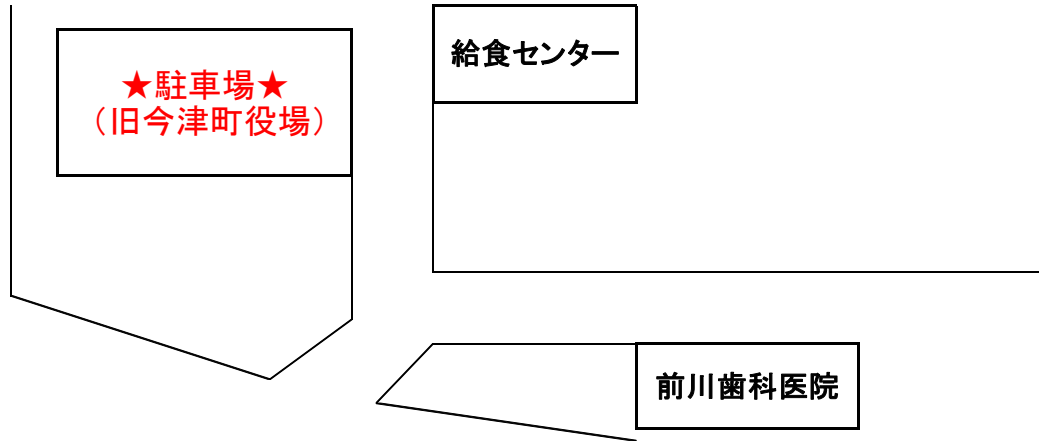 ★駐車場★
（旧今津町役場）
給食センター
前川歯科医院